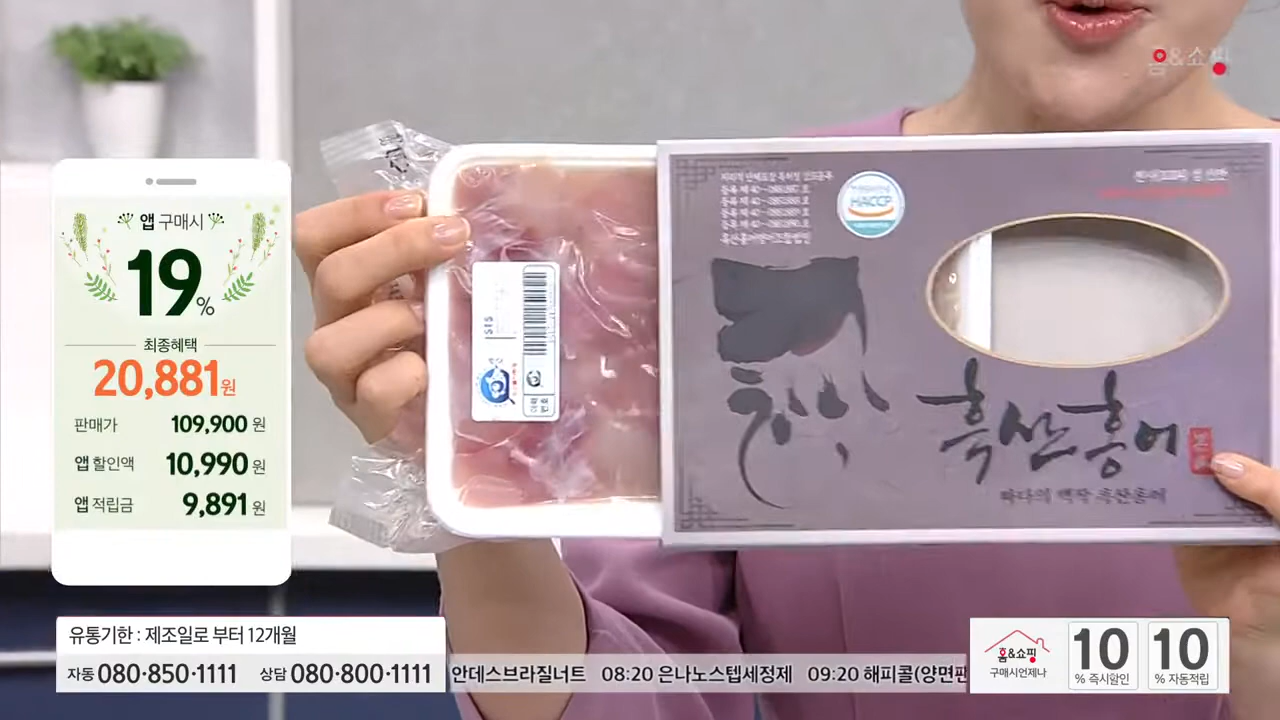 홈&쇼핑
앱 구매시
19%
최종혜택
20,881원
판매가 109,900 원
앱 할인액 10,990 원
앱 적립금 9,891 원
HACCP
흑산홍어
바다의 백작 흑산홍어
유통기한 : 제조일로 부터 12개월
자동 080·850·1111 상담 080·800·1111
안데스브라질너트 08:20 은나노스텝세정제 09:20 해피콜(양면팬
홈&쇼핑
구매시언제나
10
% 즉시할인
10
% 자동적립